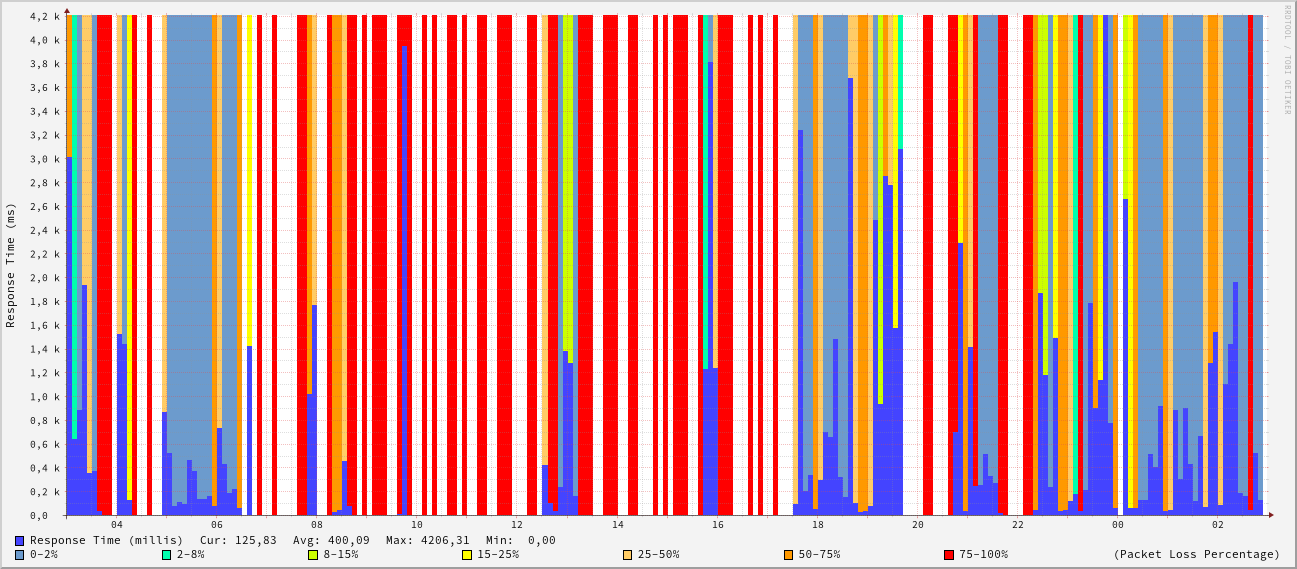 RRDTOOL / TOBI OETIKER
Response Time (ms)
4,2 k
4,0 k
3,8 k
3,6 k
3,4 k
3,2 k
3,0 k
2,8 k
2,6 k
2,4 k
2,2 k
2,0 k
1,8 k
1,6 k
1,4 k
1,2 k
1,0 k
0,8 k
0,6 k
0,4 k
0,2 k
0,0
04 06 08 10 12 14 16 18 20 22 00 02
Response Time (millis) Cur: 125,83 Avg: 400,09 Max: 4206,31 Min: 0,00
0-2% 2-8% 8-15% 15-25% 25-50% 50-75% 75-100% (Packet Loss Percentage)